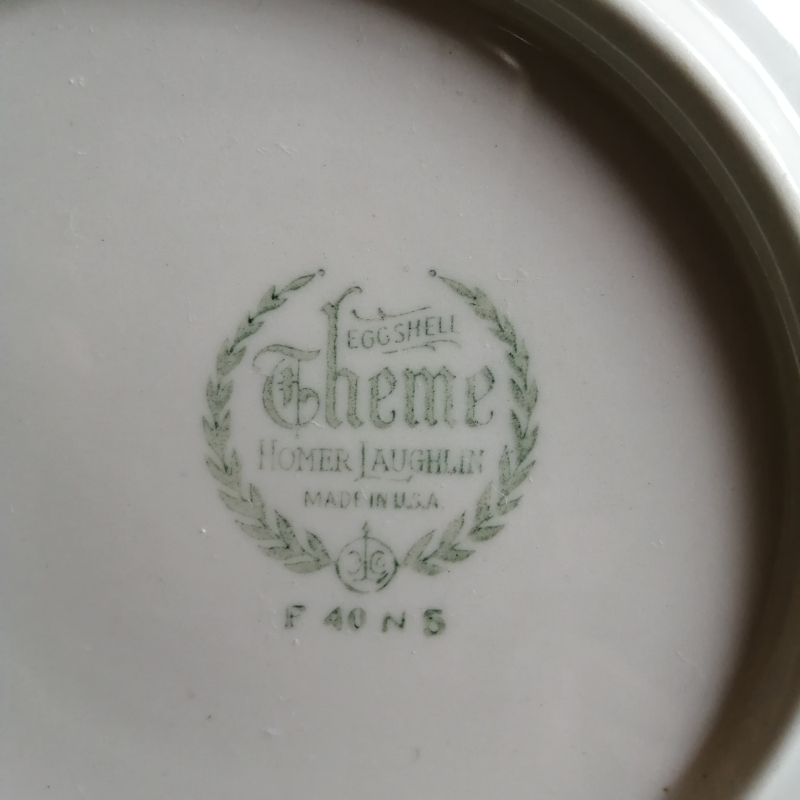 EGGSHELL
Theme
HOMER LAUGHLIN
MADE IN U.S.A.
F 40 N 5